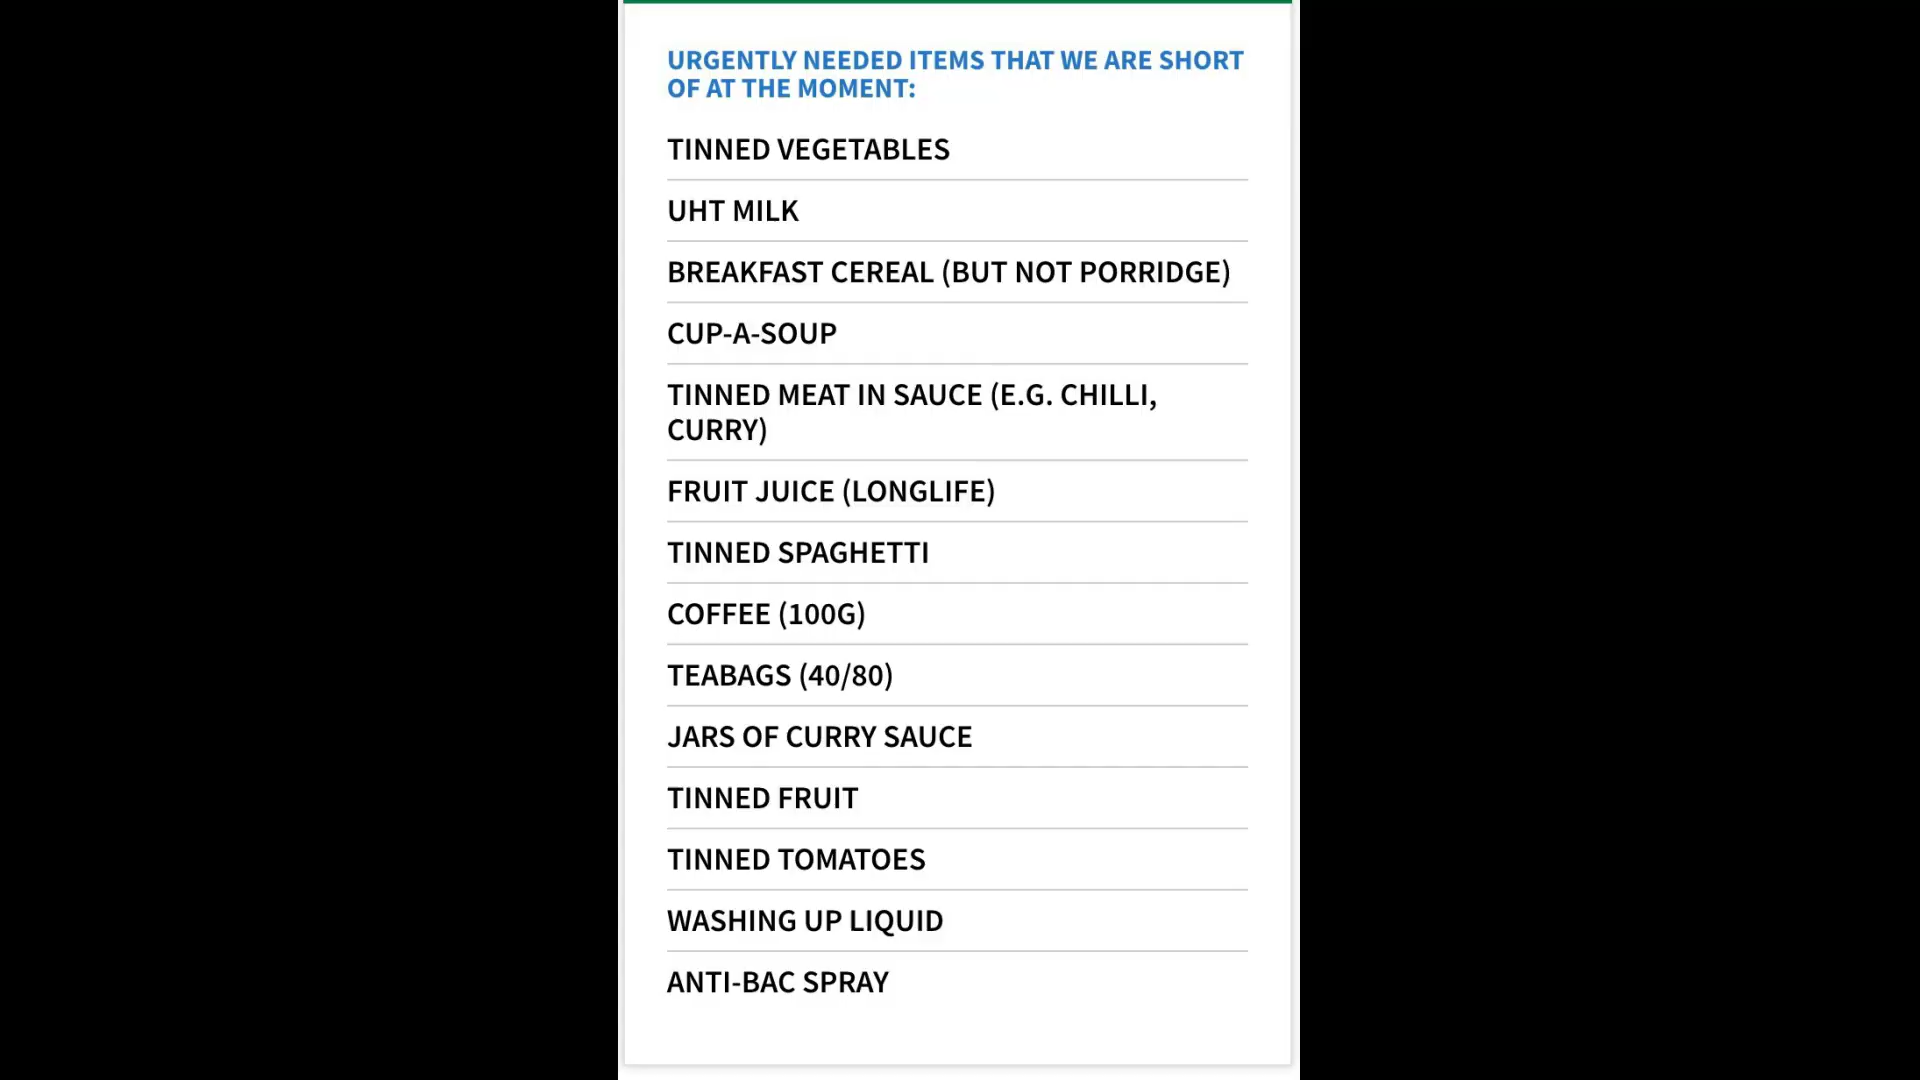 URGENTLY NEEDED ITEMS THAT WE ARE SHORT
OF AT THE MOMENT:
TINNED VEGETABLES
UHT MILK
BREAKFAST CEREAL (BUT NOT PORRIDGE)
CUP-A-SOUP
TINNED MEAT IN SAUCE (E.G. CHILLI,
CURRY)
FRUIT JUICE (LONGLIFE)
TINNED SPAGHETTI
COFFEE (100G)
TEABAGS (40/80)
JARS OF CURRY SAUCE
TINNED FRUIT
TINNED TOMATOES
WASHING UP LIQUID
ANTI-BAC SPRAY